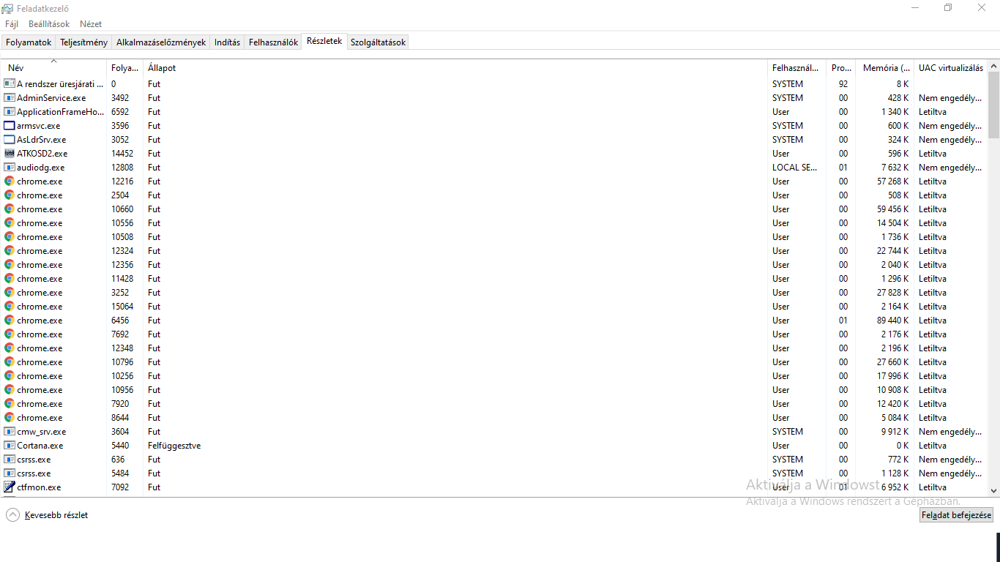 Feladatkezelő
Fájl Beállítások Nézet
Folyamatok Teljesítmény Alkalmazáselőzmények Indítás Felhasználók Részletek Szolgáltatások
Név Folya... Állapot Felhasznál... Pro... Memória (... UAC virtualizálás
A rendszer üresjárati ... 0 Fut SYSTEM 92 8 K
AdminService.exe 3492 Fut SYSTEM 00 428 K Nem engedély...
ApplicationFrameHo... 6592 Fut User 00 1 340 K Letiltva
armsvc.exe 3596 Fut SYSTEM 00 600 K Nem engedély...
AsLdrSrv.exe 3052 Fut SYSTEM 00 324 K Nem engedély...
ATKOSD2.exe 14452 Fut User 00 596 K Letiltva
audiodg.exe 12808 Fut LOCAL SE... 01 7 632 K Nem engedély...
chrome.exe 12216 Fut User 00 57 268 K Letiltva
chrome.exe 2504 Fut User 00 508 K Letiltva
chrome.exe 10660 Fut User 00 59 456 K Letiltva
chrome.exe 10556 Fut User 00 14 504 K Letiltva
chrome.exe 10508 Fut User 00 1 736 K Letiltva
chrome.exe 12324 Fut User 00 22 744 K Letiltva
chrome.exe 12356 Fut User 00 2 040 K Letiltva
chrome.exe 11428 Fut User 00 1 296 K Letiltva
chrome.exe 3252 Fut User 00 27 828 K Letiltva
chrome.exe 15064 Fut User 00 2 164 K Letiltva
chrome.exe 6456 Fut User 01 89 440 K Letiltva
chrome.exe 7692 Fut User 00 2 176 K Letiltva
chrome.exe 12348 Fut User 00 2 196 K Letiltva
chrome.exe 10796 Fut User 00 27 660 K Letiltva
chrome.exe 10256 Fut User 00 17 996 K Letiltva
chrome.exe 10956 Fut User 00 10 908 K Letiltva
chrome.exe 7920 Fut User 00 12 420 K Letiltva
chrome.exe 8644 Fut User 00 5 084 K Letiltva
cmw_srv.exe 3604 Fut SYSTEM 00 9 912 K Nem engedély...
Cortana.exe 5440 Felfüggesztve User 00 0 K Letiltva
csrss.exe 636 Fut SYSTEM 00 772 K Nem engedély...
csrss.exe 5484 Fut SYSTEM 00 1 128 K Nem engedély...
ctfmon.exe 7092 Fut User 01 6 952 K Letiltva
Aktiválja a Windowst
Aktiválja a Windows rendszert a Gépházban.
Kevesebb részlet Feladat befejezése